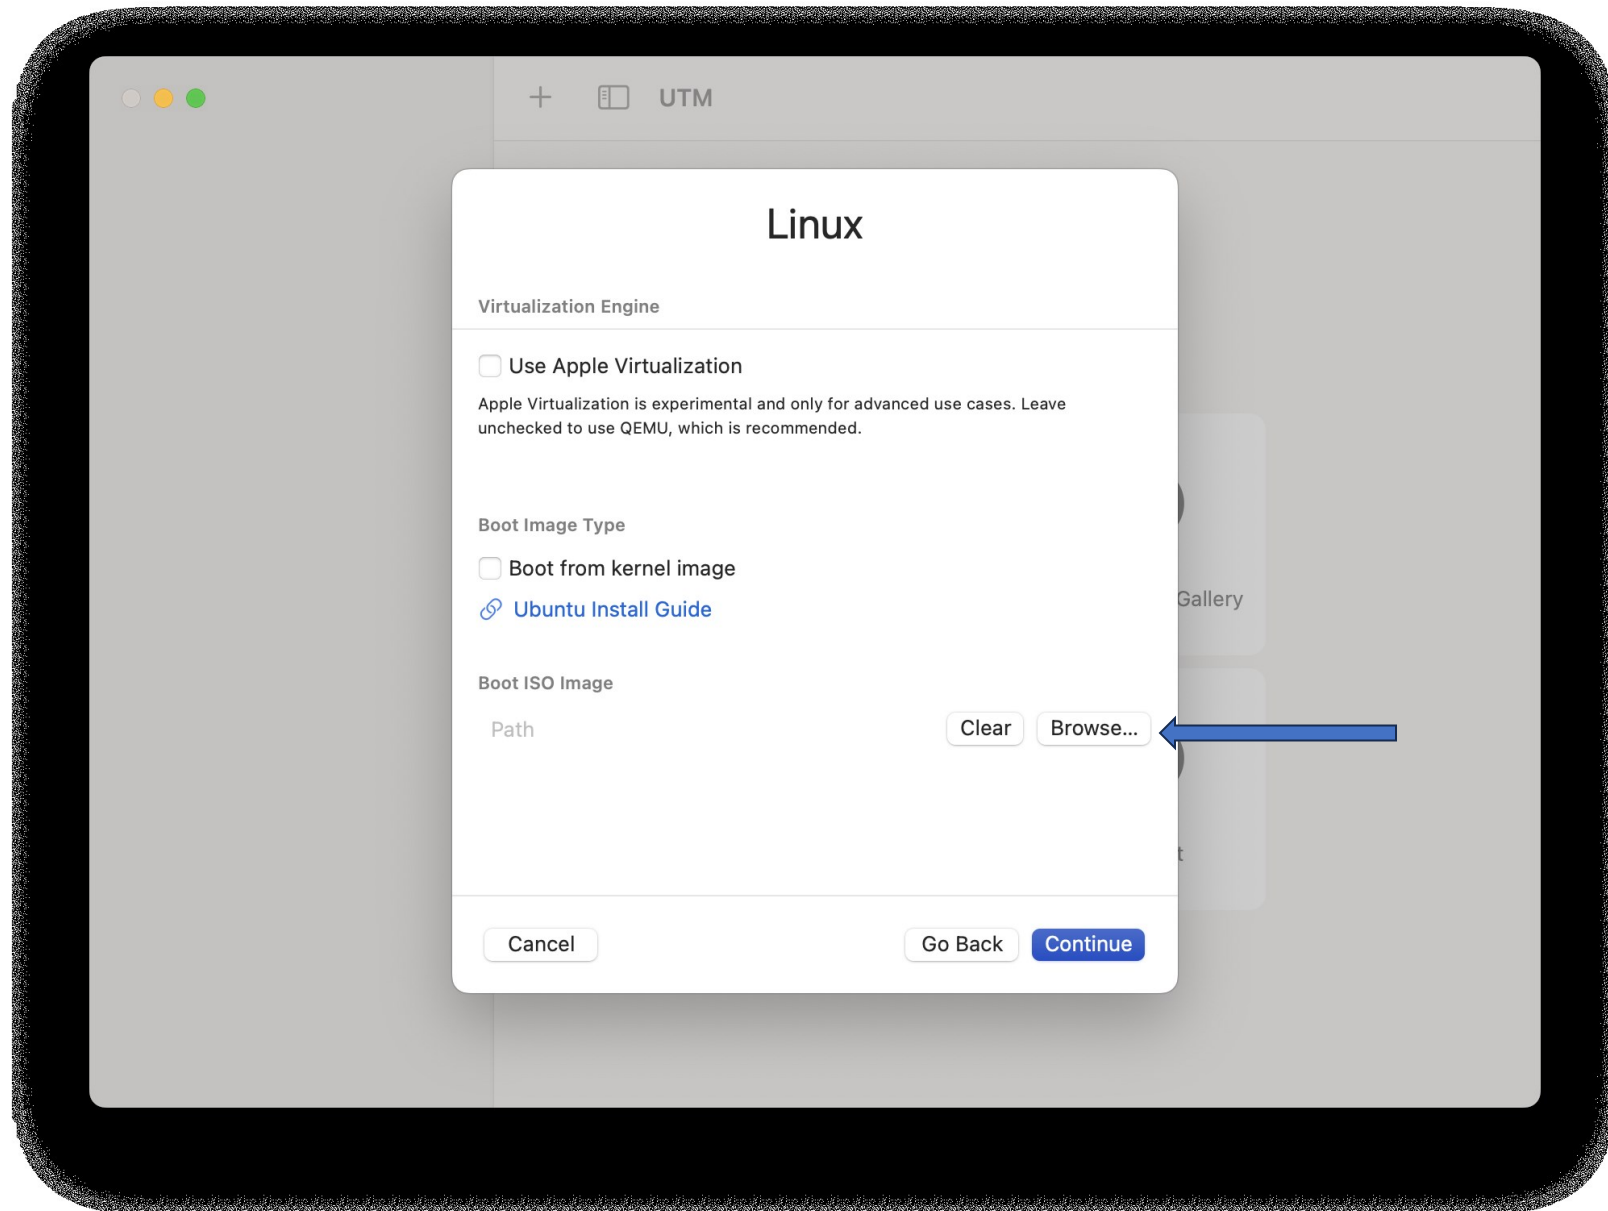 UTM
Linux
Virtualization Engine
Use Apple Virtualization
Apple Virtualization is experimental and only for advanced use cases. Leave
unchecked to use QEMU, which is recommended.
Boot Image Type
Boot from kernel image
Ubuntu Install Guide
Gallery
Boot ISO Image
Path
Clear
Browse...
t
Cancel
Go Back
Continue